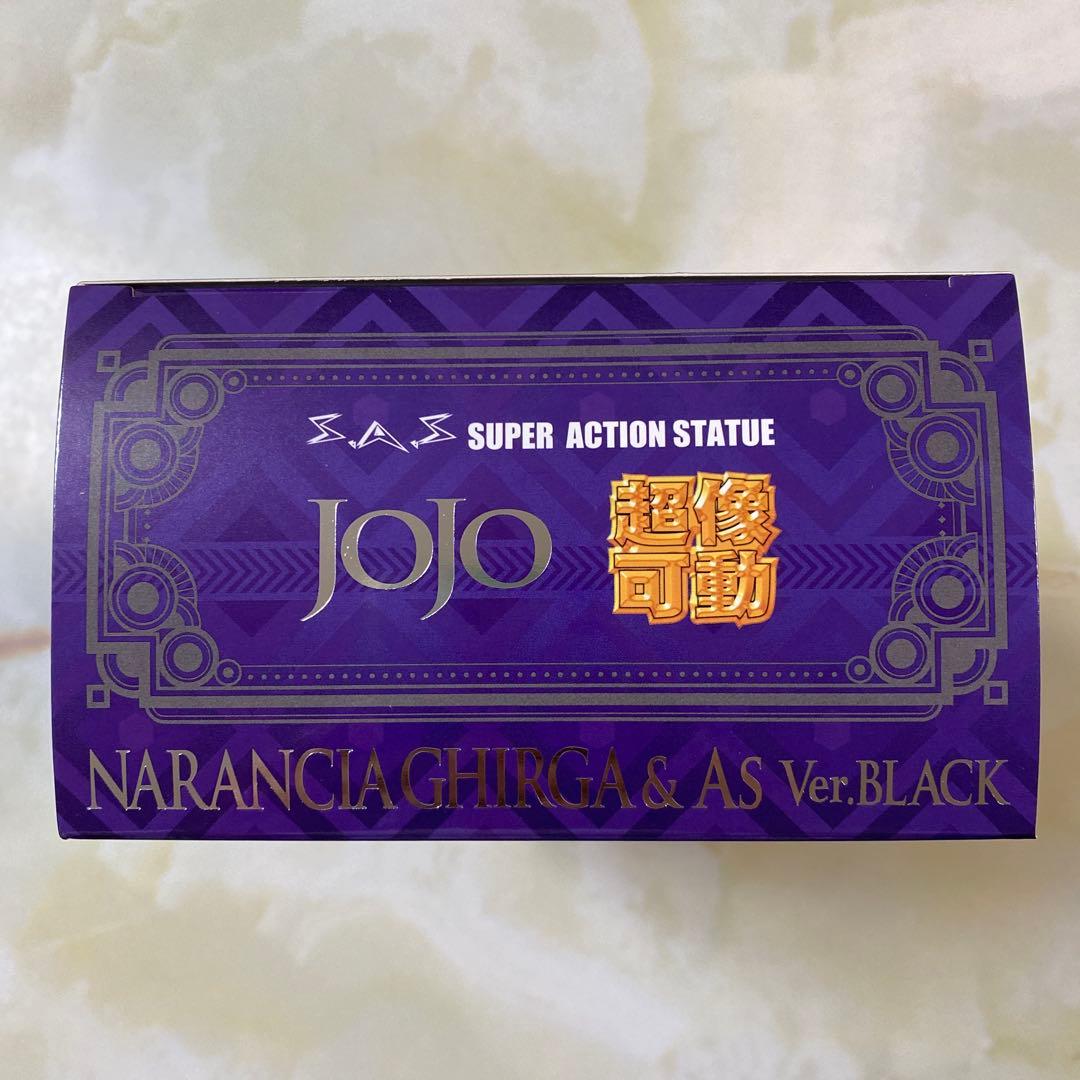 S.A.S SUPER ACTION STATUE
JOJO
超像
可動
NARANCIA GHIRGA & AS Ver.BLACK